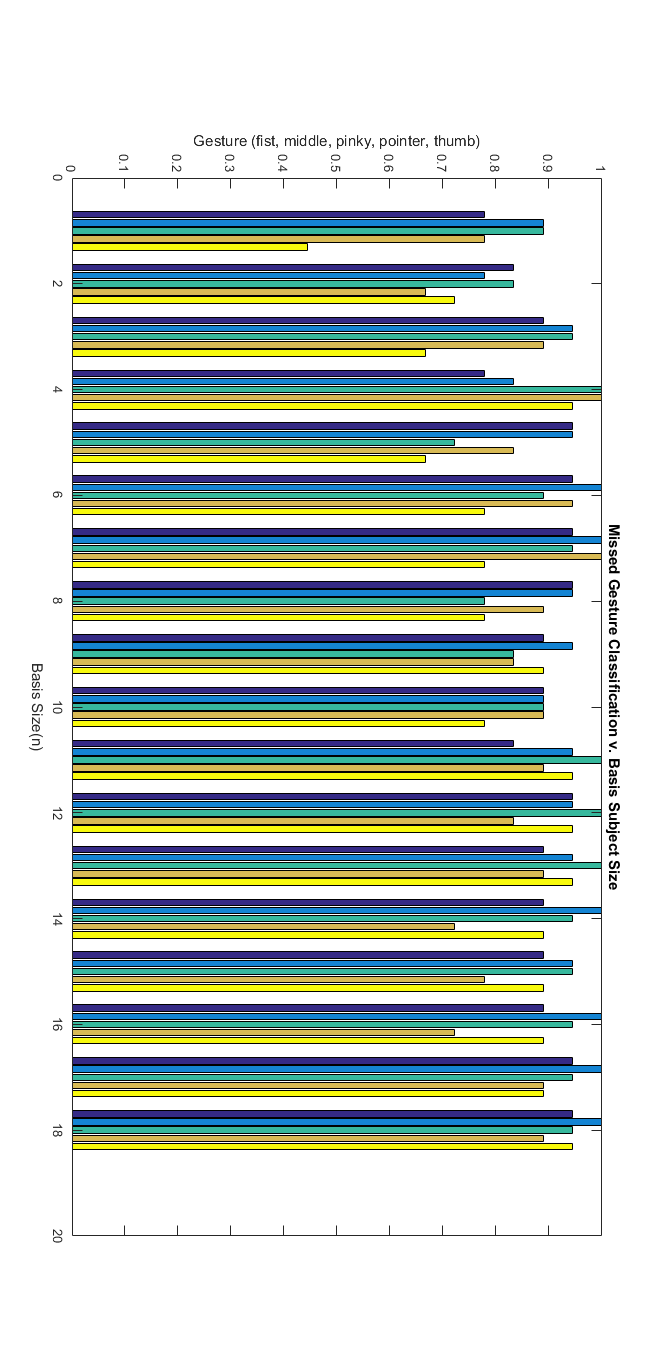 Missed Gesture Classification v. Basis Subject Size
Gesture (fist, middle, pinky, pointer, thumb)
1
0.9
0.8
0.7
0.6
0.5
0.4
0.3
0.2
0.1
0
0 2 4 6 8 10 12 14 16 18 20
Basis Size(n)